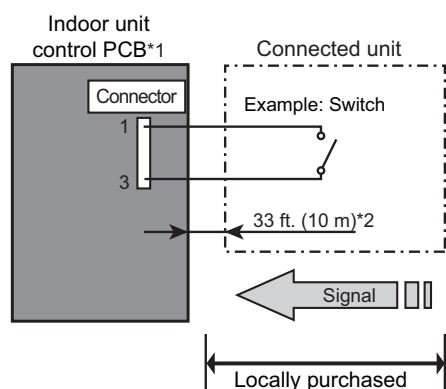 Indoor unit
control PCB*1
Connected unit
Connector
Example: Switch
1
3
33 ft. (10 m)*2
Signal
Locally purchased